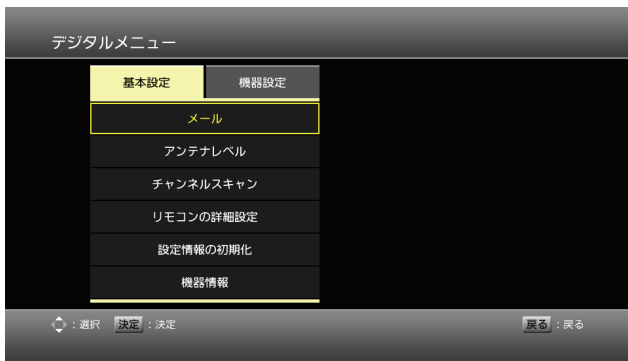 デジタルメニュー
基本設定 機器設定
メール
アンテナレベル
チャンネルスキャン
リモコンの詳細設定
設定情報の初期化
機器情報
:選択 決定:決定 戻る:戻る